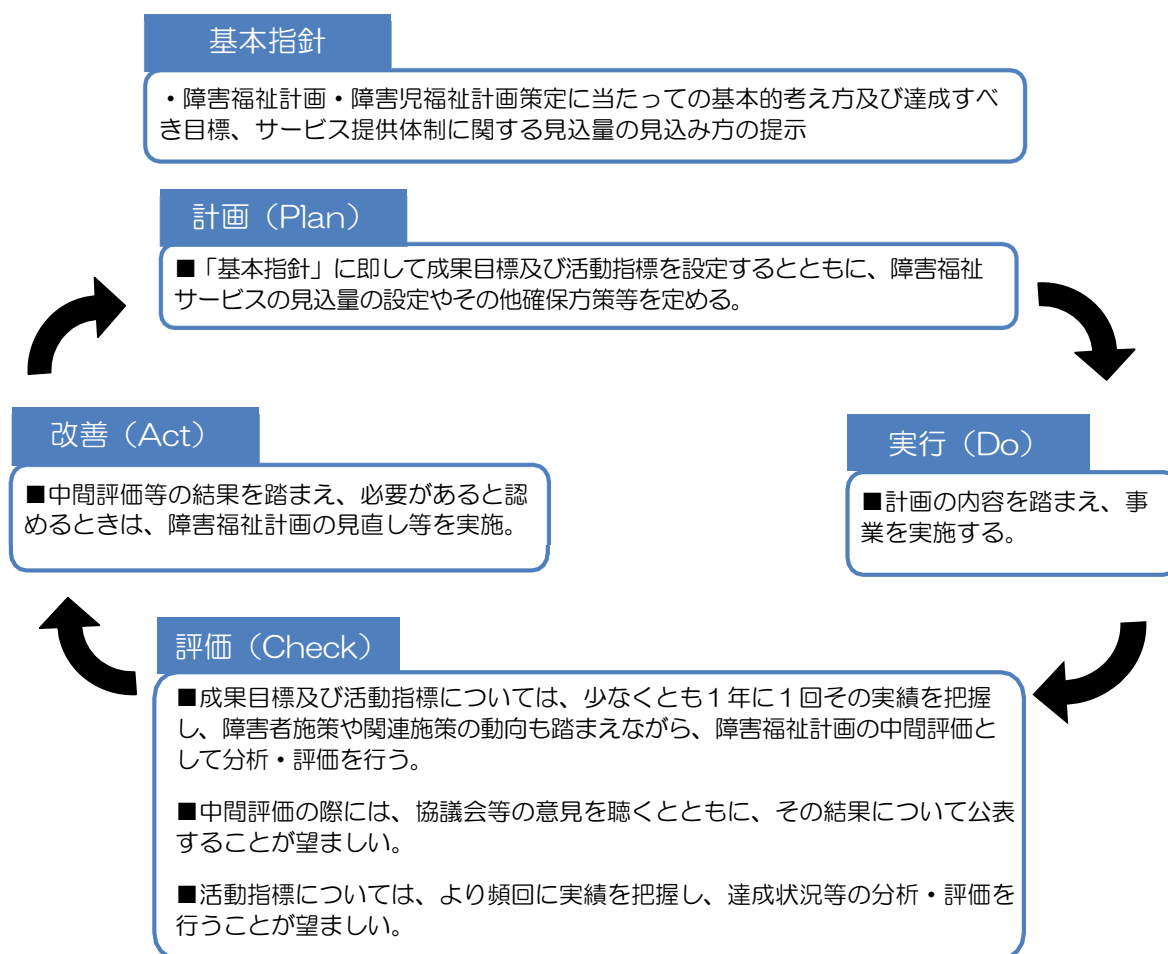 基本指針
・障害福祉計画・障害児福祉計画策定に当たっての基本的考え方及び達成すべ
き目標、サービス提供体制に関する見込量の見込み方の提示
計画（Plan）
■「基本指針」に即して成果目標及び活動指標を設定するとともに、障害福祉
サービスの見込量の設定やその他確保方策等を定める。
改善（Act）
■中間評価等の結果を踏まえ、必要があると認
めるときは、障害福祉計画の見直し等を実施。
実行（Do）
■計画の内容を踏まえ、事
業を実施する。
評価（Check）
■成果目標及び活動指標については、少なくとも１年に１回その実績を把握
し、障害者施策や関連施策の動向も踏まえながら、障害福祉計画の中間評価と
して分析・評価を行う。
■中間評価の際には、協議会等の意見を聴くとともに、その結果について公表
することが望ましい。
■活動指標については、より頻回に実績を把握し、達成状況等の分析・評価を
行うことが望ましい。